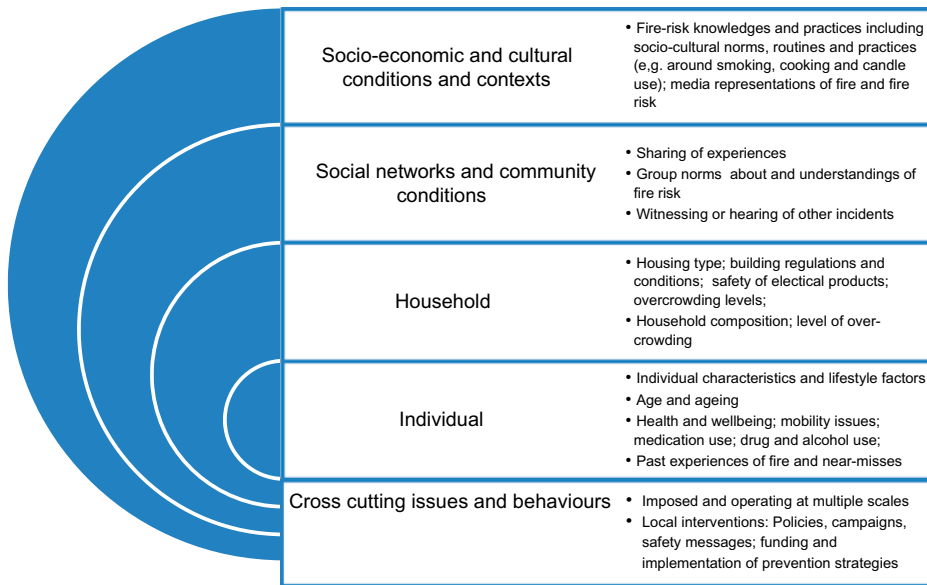 Socio-economic and cultural
conditions and contexts
• Fire-risk knowledges and practices including
socio-cultural norms, routines and practices
(e,g. around smoking, cooking and candle
use); media representations of fire and fire
risk
Social networks and community
conditions
• Sharing of experiences
• Group norms about and understandings of
fire risk
• Witnessing or hearing of other incidents
Household
• Housing type; building regulations and
conditions; safety of electical products;
overcrowding levels;
• Household composition; level of over-
crowding
Individual
• Individual characteristics and lifestyle factors
• Age and ageing
• Health and wellbeing; mobility issues;
medication use; drug and alcohol use;
• Past experiences of fire and near-misses
Cross cutting issues and behaviours
• Imposed and operating at multiple scales
• Local interventions: Policies, campaigns,
safety messages; funding and
implementation of prevention strategies